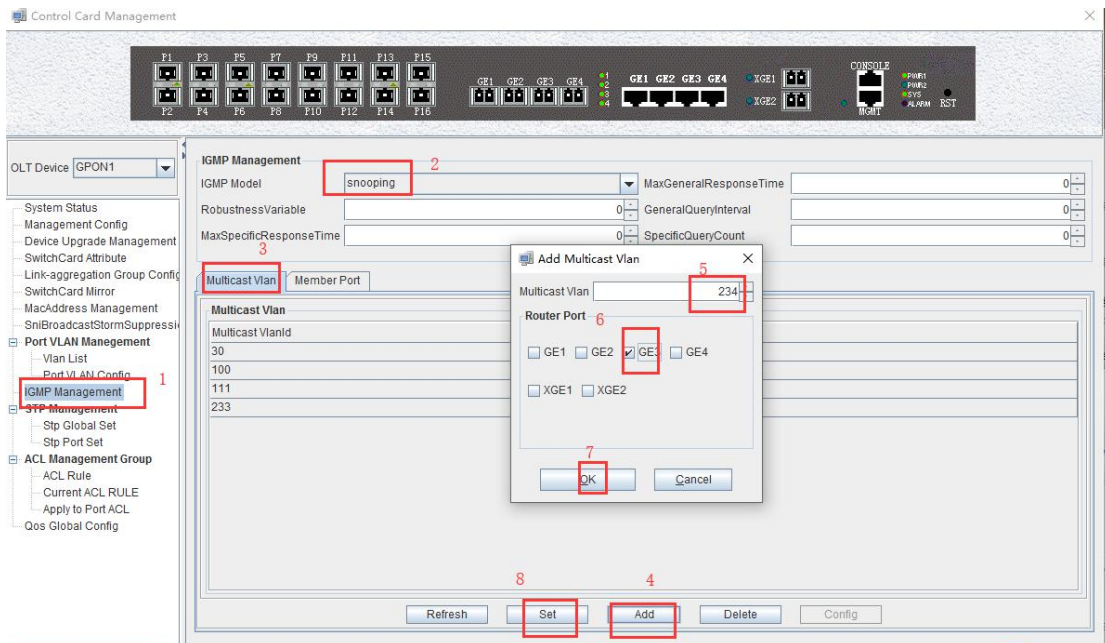 Control Card Management
P1 P3 P5 P7 P9 P11 P13 P15
P2 P4 P6 P8 P10 P12 P14 P16
GE1 GE2 GE3 GE4
1
2
3
4
GE1 GE2 GE3 GE4
XGE1
XGE2
CONSOLE
MGMT
PWR1
PWR2
SYS
ALARM
RST
OLT Device GPON1
System Status
Management Config
Device Upgrade Management
SwitchCard Attribute
Link-aggregation Group Config
SwitchCard Mirror
MacAddress Management
SniBroadcastStormSuppressi
Port VLAN Manegement
Vlan List
Port VLAN Config
1
IGMP Management
STP Management
Stp Global Set
Stp Port Set
ACL Management Group
ACL Rule
Current ACL RULE
Apply to Port ACL
Qos Global Config
IGMP Management
2
IGMP Model snooping MaxGeneralResponseTime 0
RobustnessVariable 0 GeneralQueryInterval 0
MaxSpecificResponseTime 0 SpecificQueryCount 0
3
Multicast Vlan Member Port
Multicast Vlan
Multicast VlanId
30
100
111
233
Add Multicast Vlan
5
Multicast Vlan 234
Router Port 6
GE1 GE2 GE3 GE4
XGE1 XGE2
7
OK Cancel
8 4
Refresh Set Add Delete Config